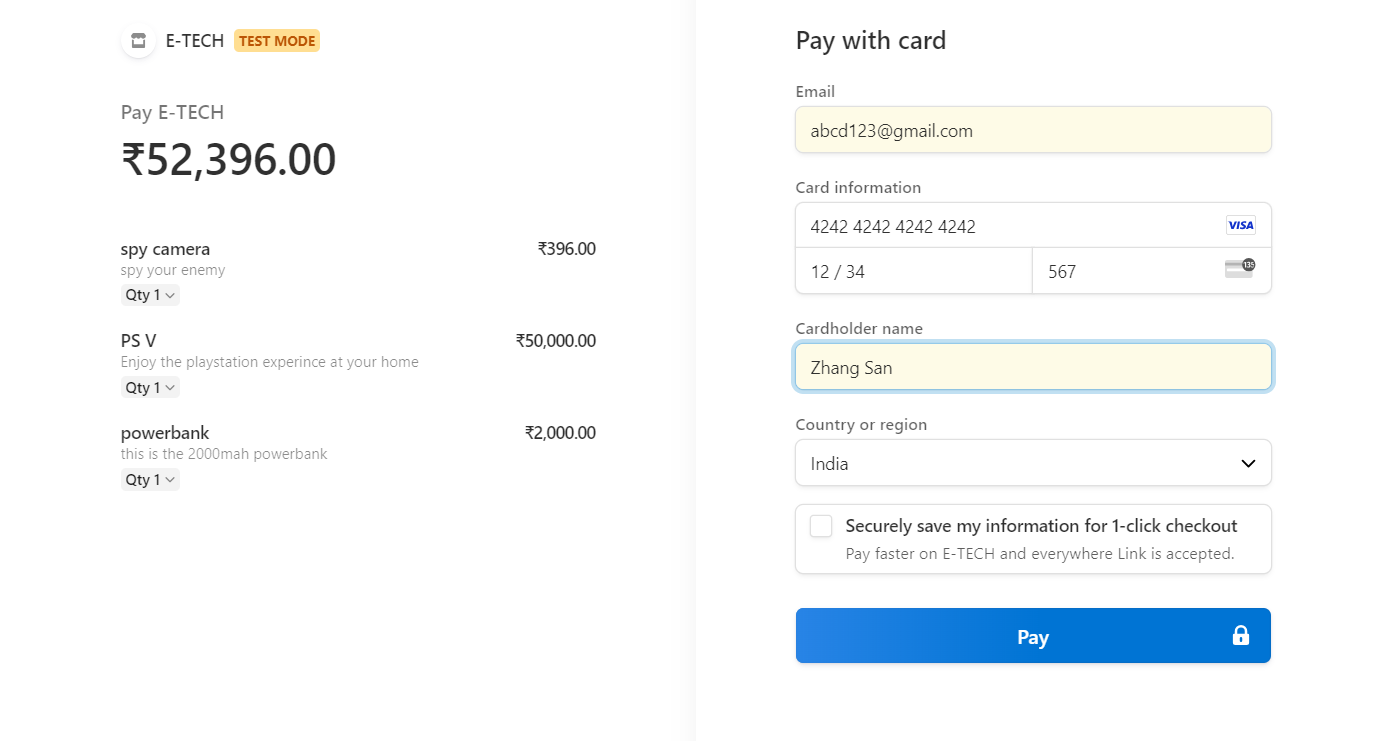 E-TECH TEST MODE
Pay E-TECH
₹52,396.00
spy camera ₹396.00
spy your enemy
Qty 1
PS V ₹50,000.00
Enjoy the playstation experince at your home
Qty 1
powerbank ₹2,000.00
this is the 2000mah powerbank
Qty 1
Pay with card
Email
abcd123@gmail.com
Card information
4242 4242 4242 4242 VISA
12 / 34 567 135
Cardholder name
Zhang San
Country or region
India
Securely save my information for 1-click checkout
Pay faster on E-TECH and everywhere Link is accepted.
Pay